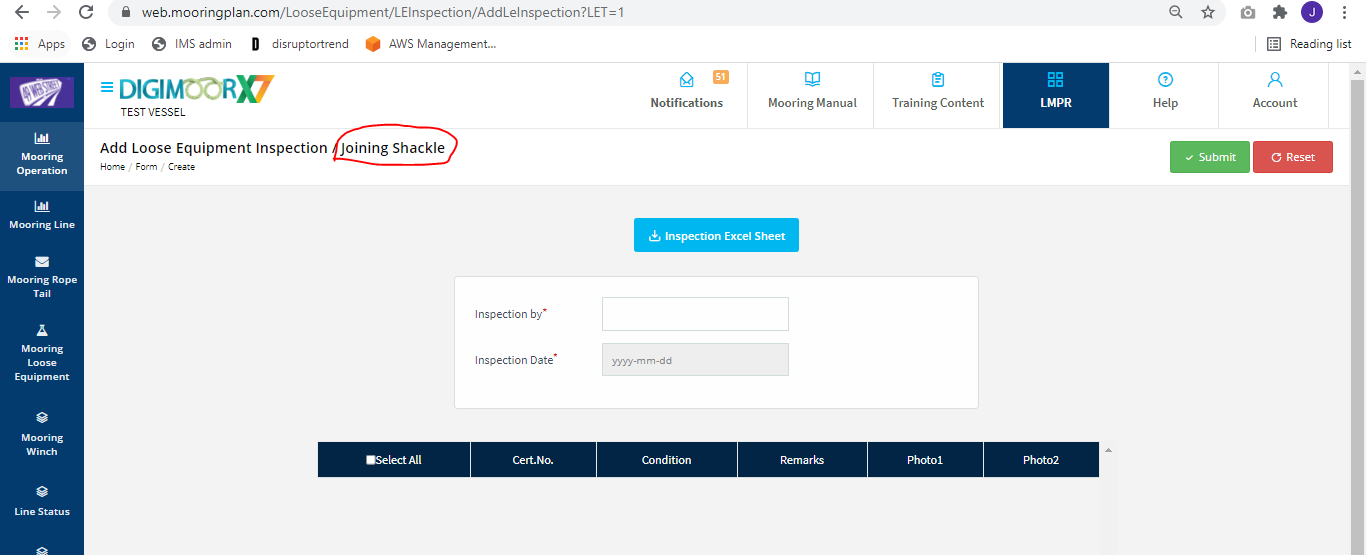 web.mooringplan.com/LooseEquipment/LEInspection/AddLeInspection?LET=1
J
Apps Login IMS admin D disruptortrend AWS Management... Reading list
49 WEB STREET
DIGIMOORX7
TEST VESSEL
51
Notifications Mooring Manual Training Content LMPR Help Account
Mooring
Operation
Mooring Line
Mooring Rope
Tail
Mooring
Loose
Equipment
Mooring
Winch
Line Status
Add Loose Equipment Inspection / Joining Shackle
Home / Form / Create
Submit Reset
Inspection Excel Sheet
Inspection by*
Inspection Date* yyyy-mm-dd
Select All Cert.No. Condition Remarks Photo1 Photo2